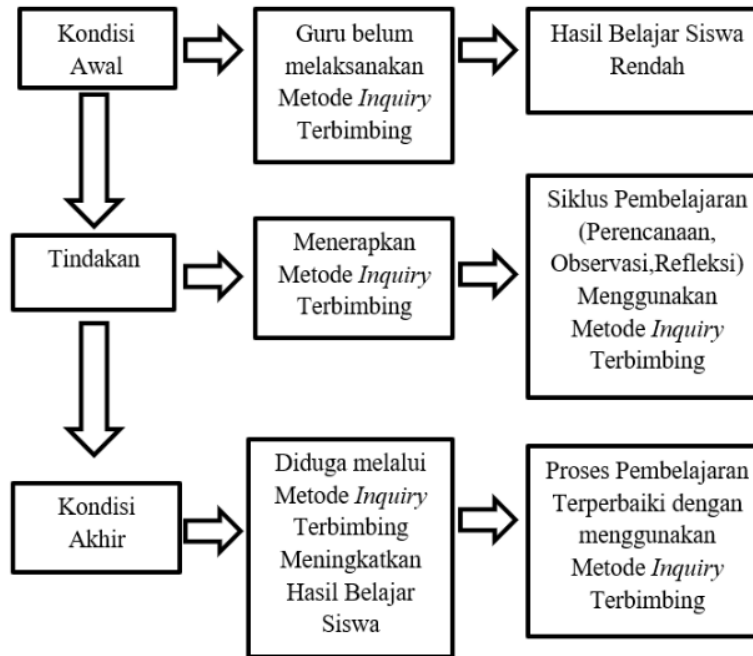 Kondisi
Awal
Guru belum
melaksanakan
Metode Inquiry
Terbimbing
Hasil Belajar Siswa
Rendah
Tindakan
Menerapkan
Metode Inquiry
Terbimbing
Siklus Pembelajaran
(Perencanaan,
Observasi,Refleksi)
Menggunakan
Metode Inquiry
Terbimbing
Kondisi
Akhir
Diduga melalui
Metode Inquiry
Terbimbing
Meningkatkan
Hasil Belajar
Siswa
Proses Pembelajaran
Terperbaiki dengan
menggunakan
Metode Inquiry
Terbimbing